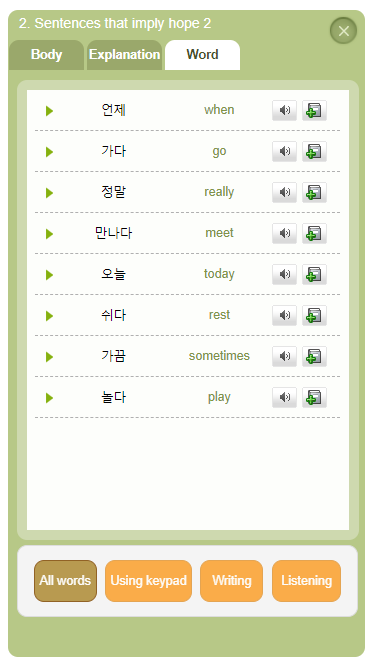 2. Sentences that imply hope 2
Body Explanation Word
언제 when
가다 go
정말 really
만나다 meet
오늘 today
쉬다 rest
가끔 sometimes
놀다 play
All words Using keypad Writing Listening